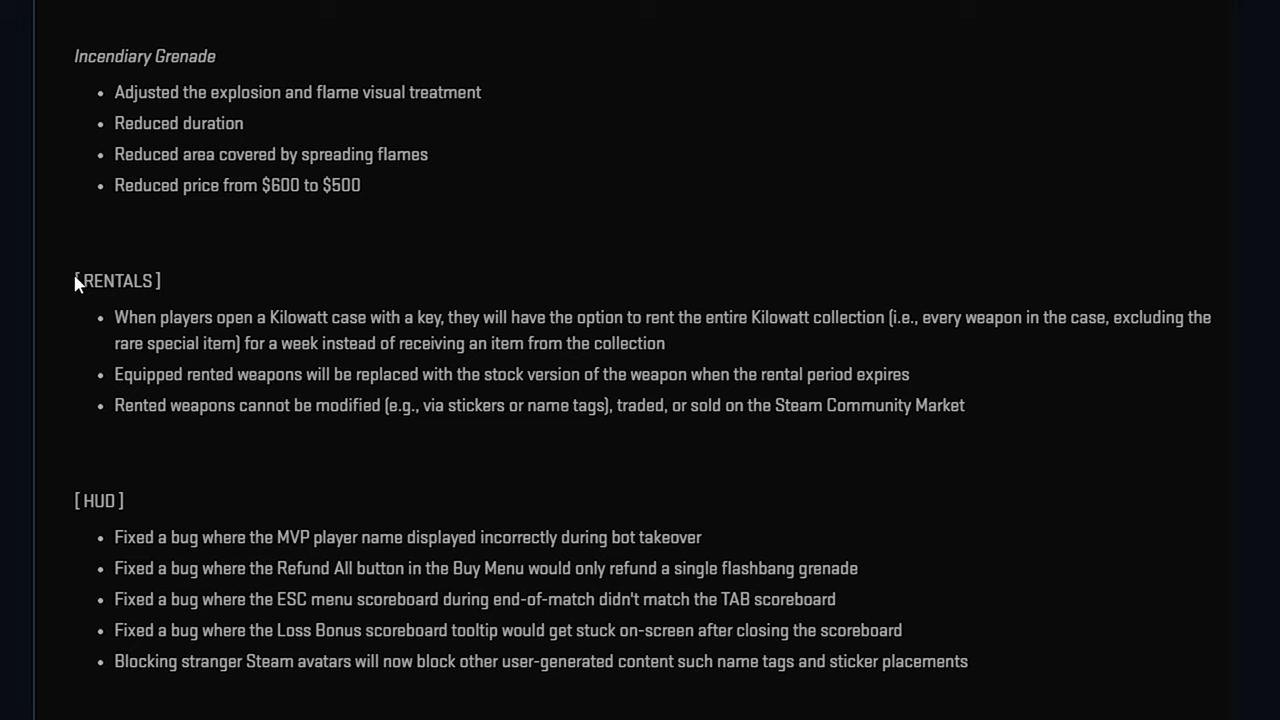 Incendiary Grenade
• Adjusted the explosion and flame visual treatment
• Reduced duration
• Reduced area covered by spreading flames
• Reduced price from $600 to $500
[ RENTALS ]
• When players open a Kilowatt case with a key, they will have the option to rent the entire Kilowatt collection (i.e., every weapon in the case, excluding the
rare special item) for a week instead of receiving an item from the collection
• Equipped rented weapons will be replaced with the stock version of the weapon when the rental period expires
• Rented weapons cannot be modified (e.g., via stickers or name tags), traded, or sold on the Steam Community Market
[ HUD ]
• Fixed a bug where the MVP player name displayed incorrectly during bot takeover
• Fixed a bug where the Refund All button in the Buy Menu would only refund a single flashbang grenade
• Fixed a bug where the ESC menu scoreboard during end-of-match didn't match the TAB scoreboard
• Fixed a bug where the Loss Bonus scoreboard tooltip would get stuck on-screen after closing the scoreboard
• Blocking stranger Steam avatars will now block other user-generated content such name tags and sticker placements